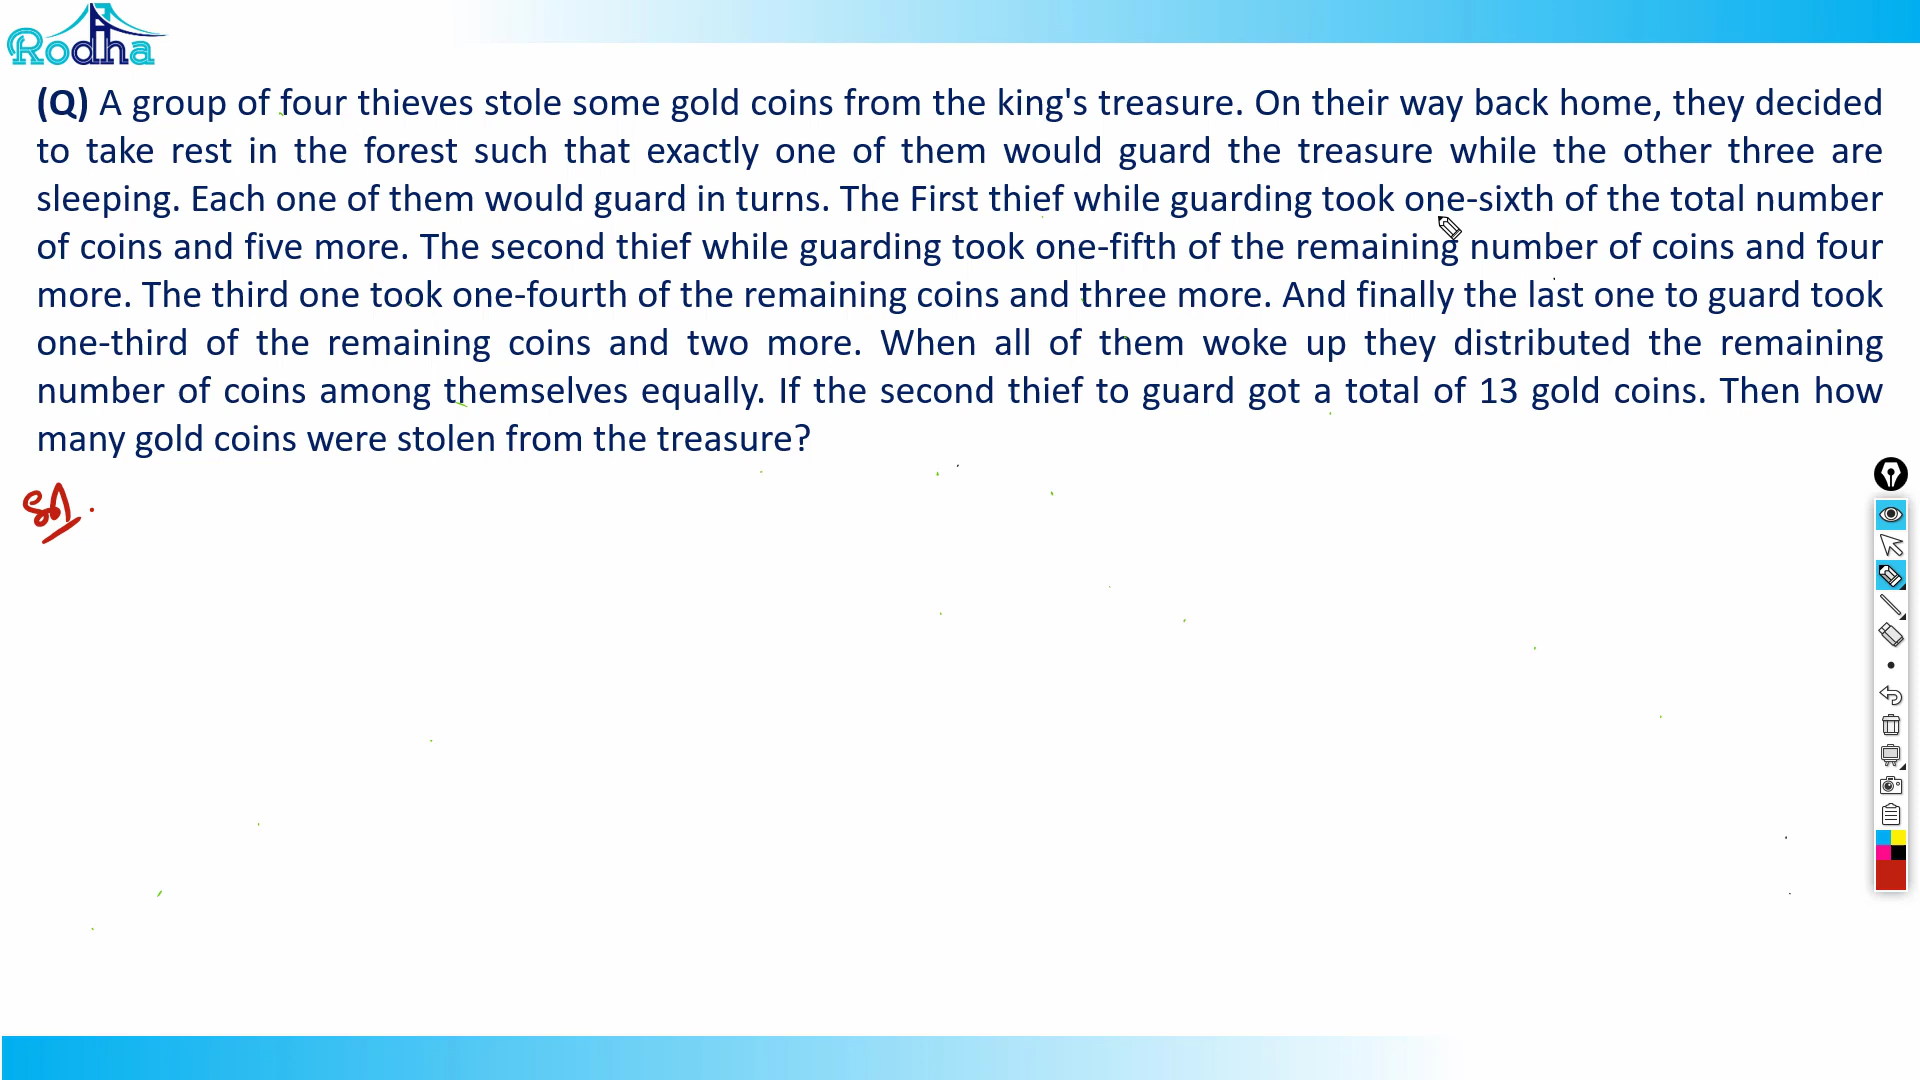 Rodha
(Q) A group of four thieves stole some gold coins from the king's treasure. On their way back home, they decided
to take rest in the forest such that exactly one of them would guard the treasure while the other three are
sleeping. Each one of them would guard in turns. The First thief while guarding took one-sixth of the total number
of coins and five more. The second thief while guarding took one-fifth of the remaining number of coins and four
more. The third one took one-fourth of the remaining coins and three more. And finally the last one to guard took
one-third of the remaining coins and two more. When all of them woke up they distributed the remaining
number of coins among themselves equally. If the second thief to guard got a total of 13 gold coins. Then how
many gold coins were stolen from the treasure?